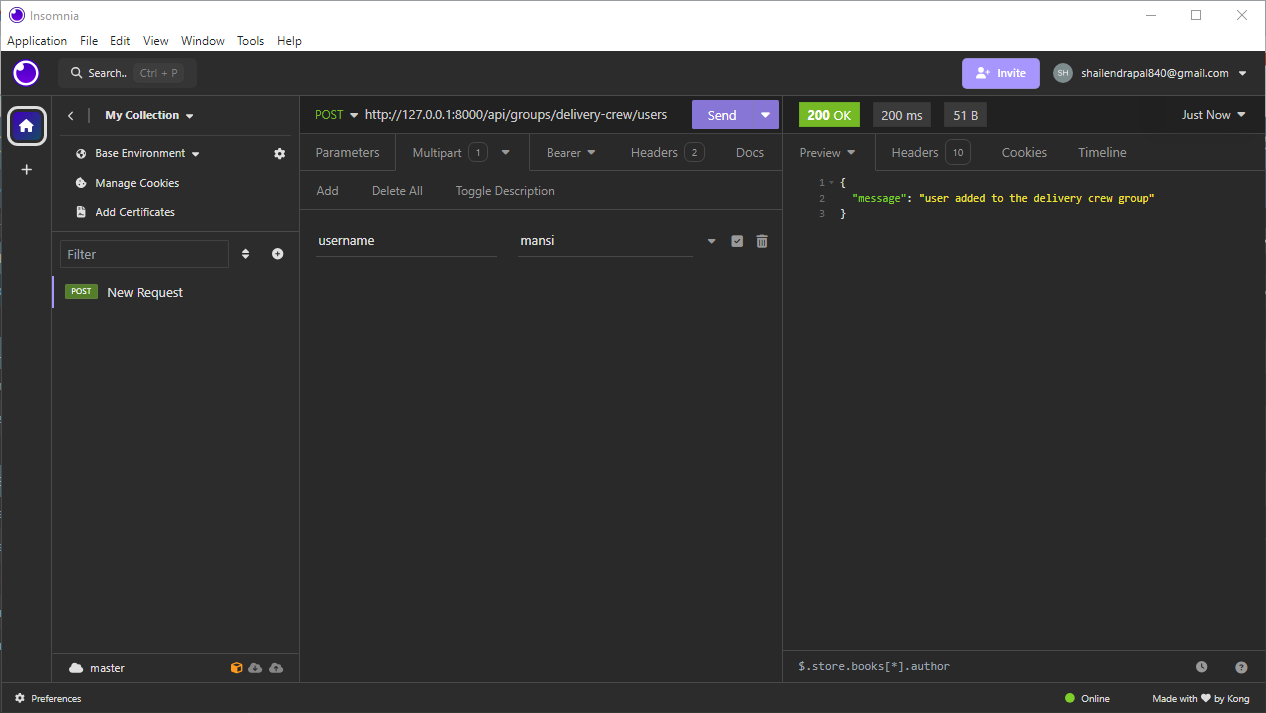 Insomnia
Application File Edit View Window Tools Help
Search.. Ctrl + P
Invite
SH shailendrapal840@gmail.com
My Collection
Base Environment
Manage Cookies
Add Certificates
Filter
POST New Request
master
POST http://127.0.0.1:8000/api/groups/delivery-crew/users Send
Parameters Multipart 1 Bearer Headers 2 Docs
Add Delete All Toggle Description
username mansi
200 OK 200 ms 51 B Just Now
Preview Headers 10 Cookies Timeline
1 {
2 "message": "user added to the delivery crew group"
3 }
$.store.books[*].author
Preferences
Online Made with ❤ by Kong